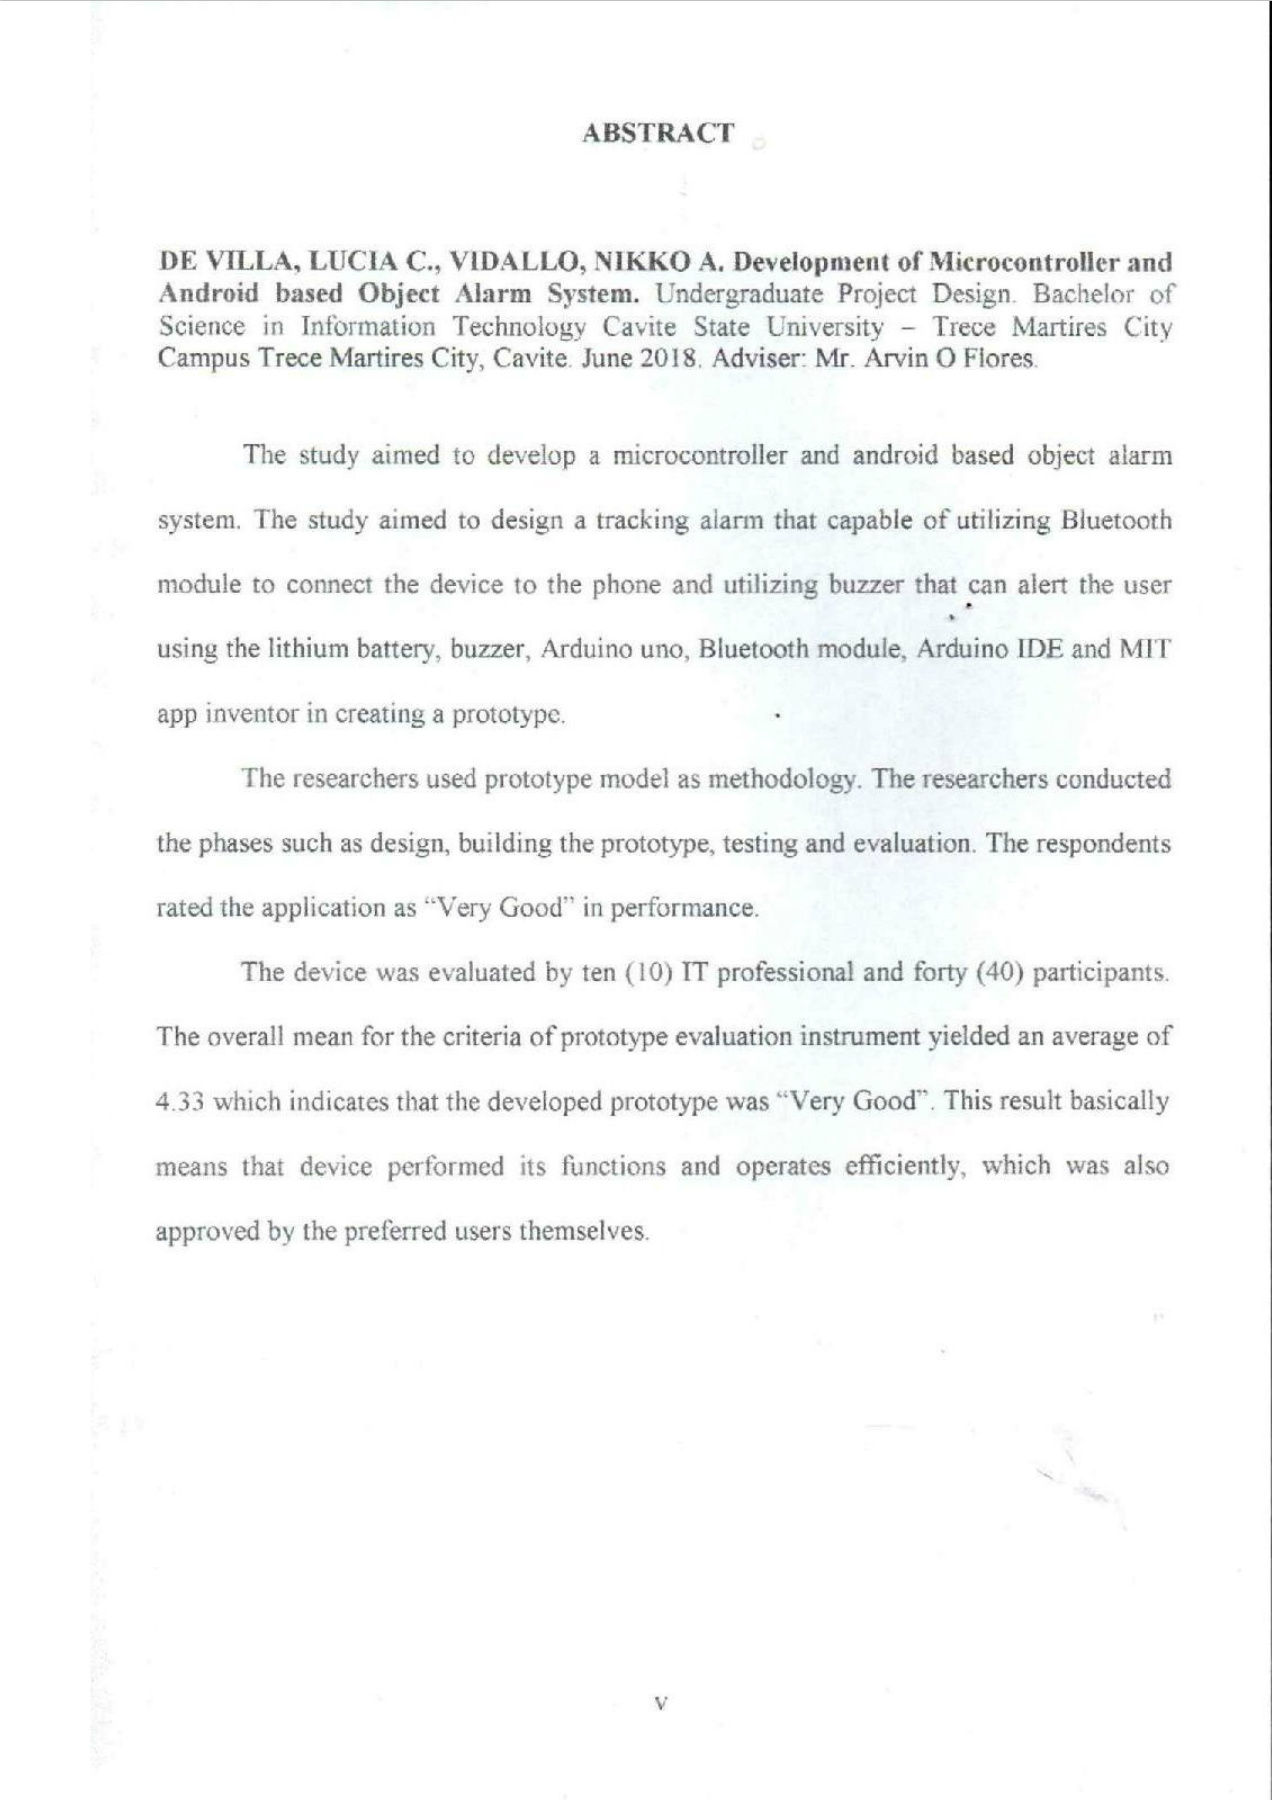 ABSTRACT
DE VILLA, LUCIA C., VIDALLO, NIKKO A. Development of Microcontroller and
Android based Object Alarm System. Undergraduate Project Design. Bachelor of
Science in Information Technology Cavite State University – Trece Martires City
Campus Trece Martires City, Cavite. June 2018. Adviser: Mr. Arvin O Flores.
The study aimed to develop a microcontroller and android based object alarm
system. The study aimed to design a tracking alarm that capable of utilizing Bluetooth
module to connect the device to the phone and utilizing buzzer that can alert the user
using the lithium battery, buzzer, Arduino uno, Bluetooth module, Arduino IDE and MIT
app inventor in creating a prototype.
The researchers used prototype model as methodology. The researchers conducted
the phases such as design, building the prototype, testing and evaluation. The respondents
rated the application as “Very Good” in performance.
The device was evaluated by ten (10) IT professional and forty (40) participants.
The overall mean for the criteria of prototype evaluation instrument yielded an average of
4.33 which indicates that the developed prototype was “Very Good”. This result basically
means that device performed its functions and operates efficiently, which was also
approved by the preferred users themselves.
v